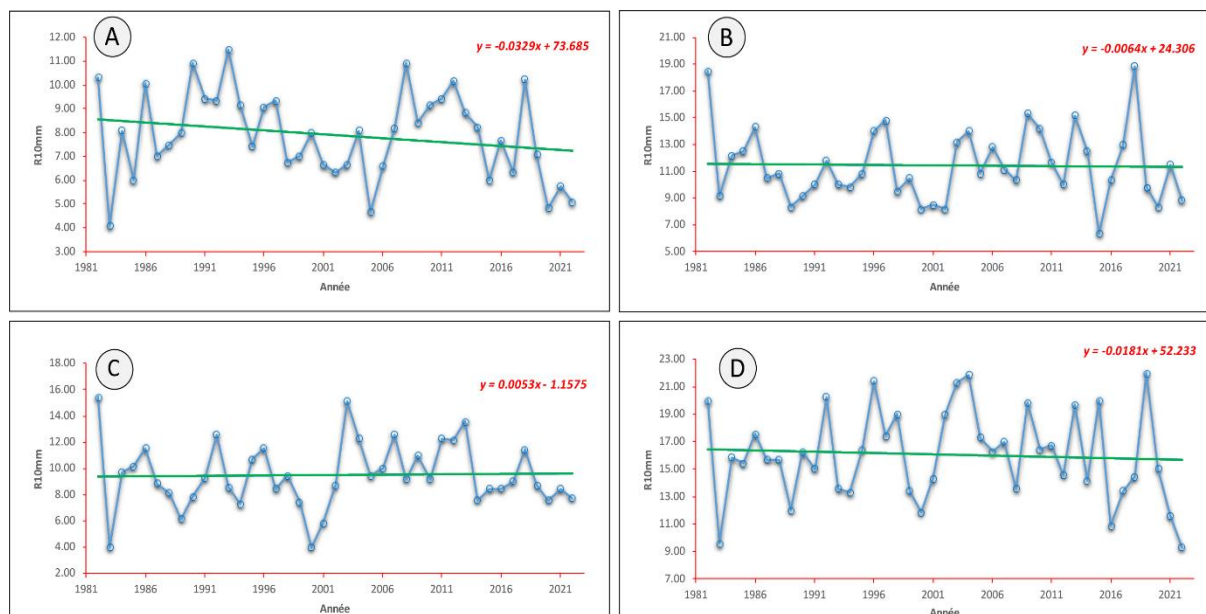 A
y = -0.0329x + 73.685
12.00
11.00
10.00
9.00
8.00
7.00
6.00
5.00
4.00
3.00
R10mm
1981 1986 1991 1996 2001 2006 2011 2016 2021
Année
B
y = -0.0064x + 24.306
21.00
19.00
17.00
15.00
13.00
11.00
9.00
7.00
5.00
R10mm
1981 1986 1991 1996 2001 2006 2011 2016 2021
Année
C
y = 0.0053x - 1.1575
18.00
16.00
14.00
12.00
10.00
8.00
6.00
4.00
2.00
R10mm
1981 1986 1991 1996 2001 2006 2011 2016 2021
Année
D
y = -0.0181x + 52.233
23.00
21.00
19.00
17.00
15.00
13.00
11.00
9.00
7.00
R10mm
1981 1986 1991 1996 2001 2006 2011 2016 2021
Année